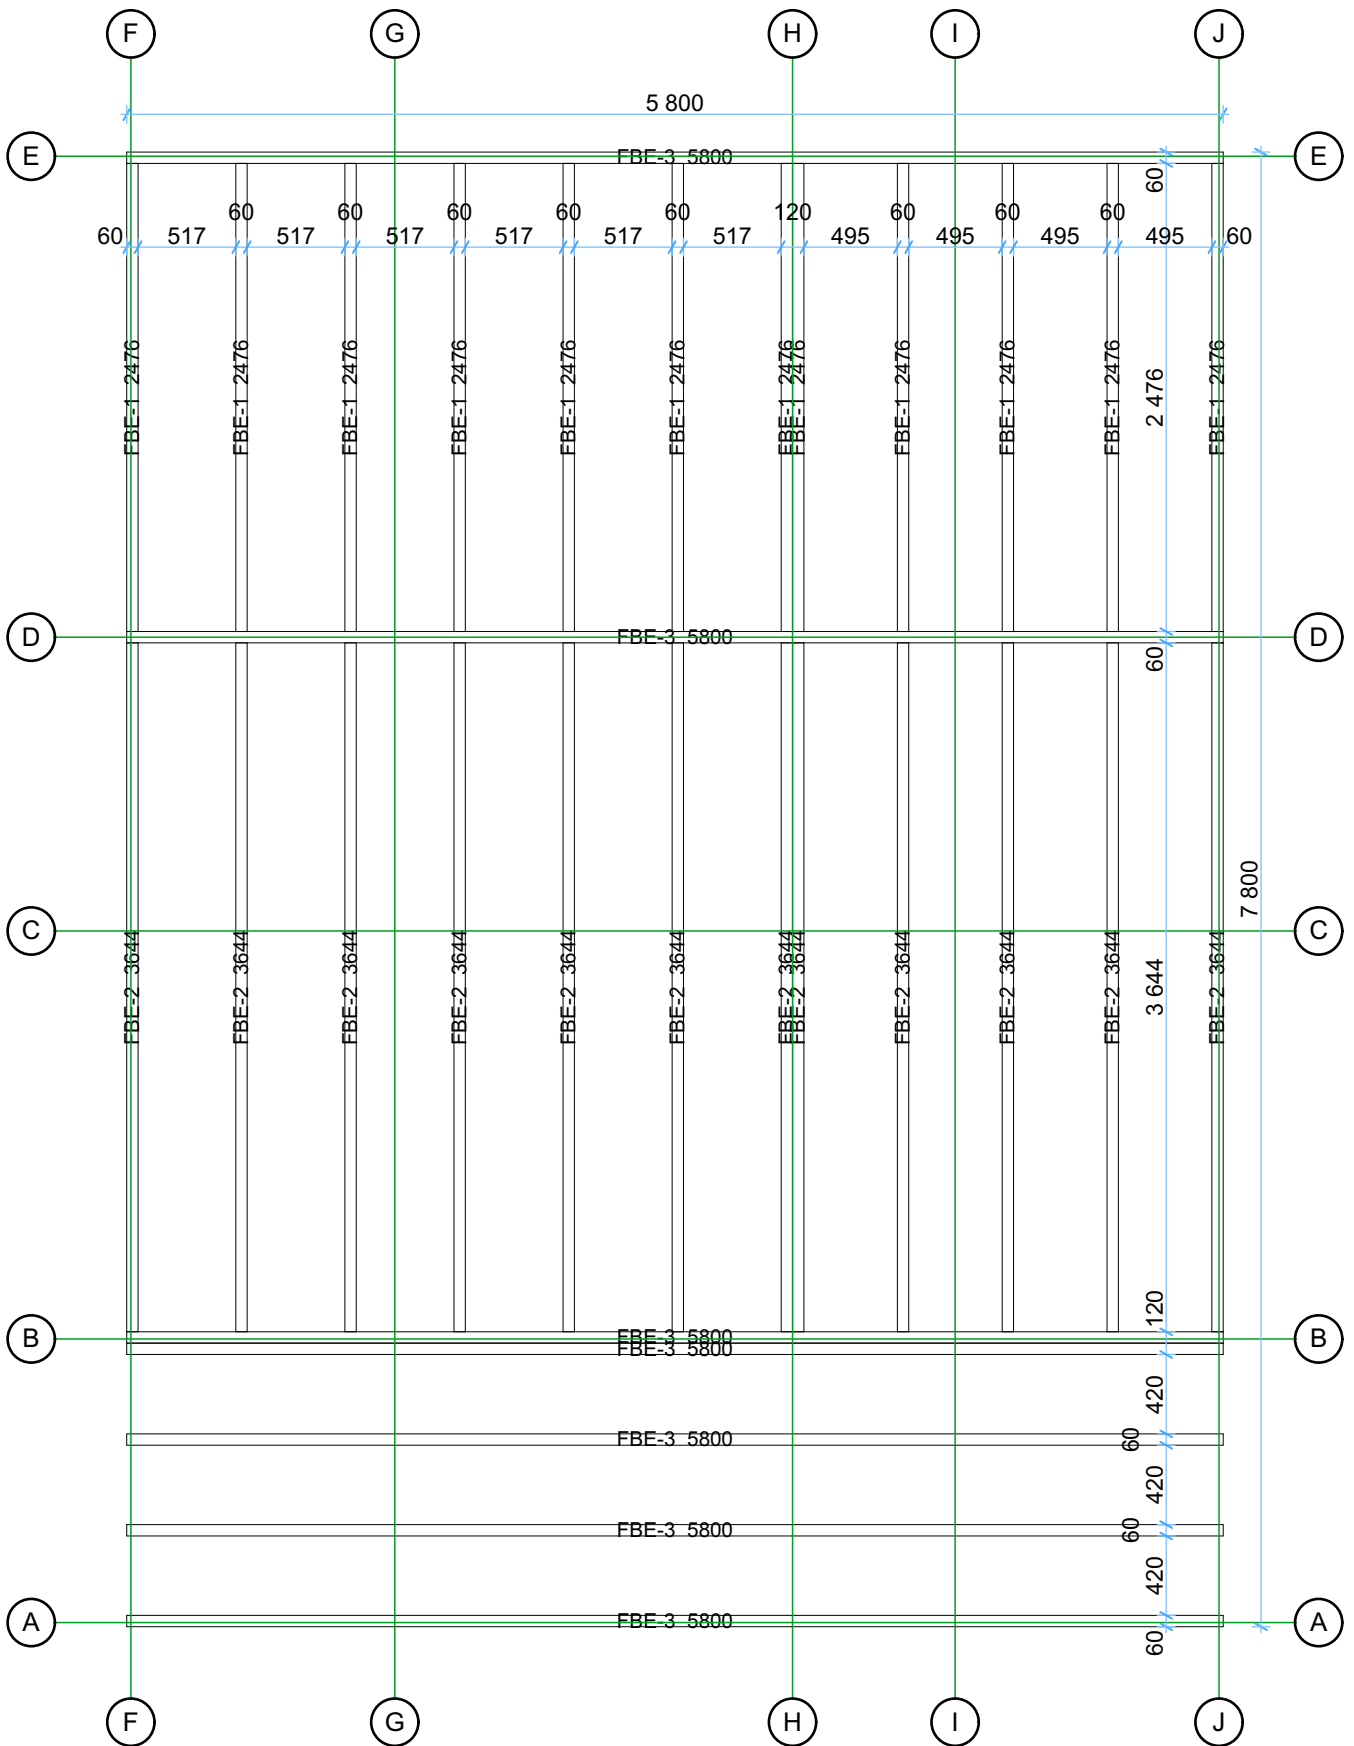 F G H I J
5 800
E FBE-3 5800 E
60
60 60 60 60 60 120 60 60 60
60 517 517 517 517 517 517 495 495 495 495 60
FBE-1 2476 FBE-1 2476 FBE-1 2476 FBE-1 2476 FBE-1 2476 FBE-1 2476 FBE-1 2476 FBE-1 2476 FBE-1 2476 FBE-1 2476 FBE-1 2476 FBE-1 2476
2 476
D FBE-3 5800 D
60
7 800
C C
FBE-2 3644 FBE-2 3644 FBE-2 3644 FBE-2 3644 FBE-2 3644 FBE-2 3644 FBE-2 3644 FBE-2 3644 FBE-2 3644 FBE-2 3644 FBE-2 3644 FBE-2 3644
3 644
120
B FBE-3 5800 B
FBE-3 5800
420
FBE-3 5800 60
420
FBE-3 5800 60
420
A FBE-3 5800 A
60
F G H I J